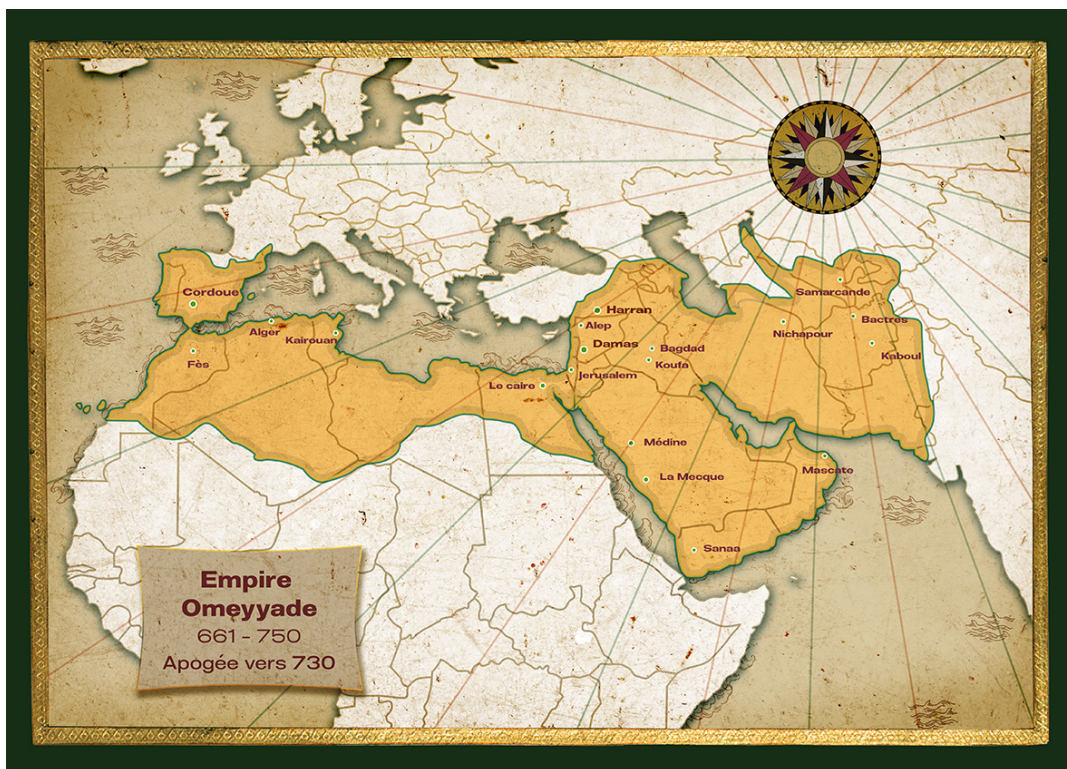 Cordoue
Samarcande
Harran
Bactres
Alep
Alger
Nichapour
Kairouan
Damas
Bagdad
Kaboul
Fès
Koufa
Jerusalem
Le caire
Médine
Mascate
La Mecque
Sanaa
Empire
Omeyyade
661 - 750
Apogée vers 730